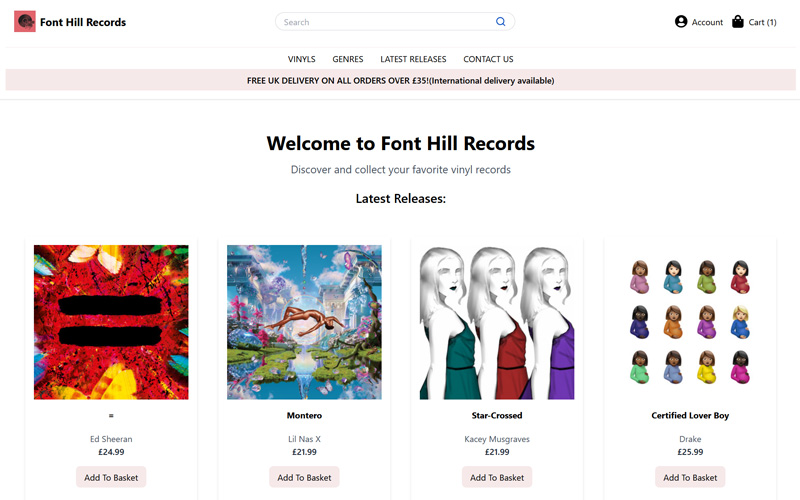 Font Hill Records
Search
Account
Cart (1)
VINYLS GENRES LATEST RELEASES CONTACT US
FREE UK DELIVERY ON ALL ORDERS OVER £35!(International delivery available)
Welcome to Font Hill Records
Discover and collect your favorite vinyl records
Latest Releases:
=
Ed Sheeran
£24.99
Add To Basket
Montero
Lil Nas X
£21.99
Add To Basket
Star-Crossed
Kacey Musgraves
£21.99
Add To Basket
Certified Lover Boy
Drake
£25.99
Add To Basket